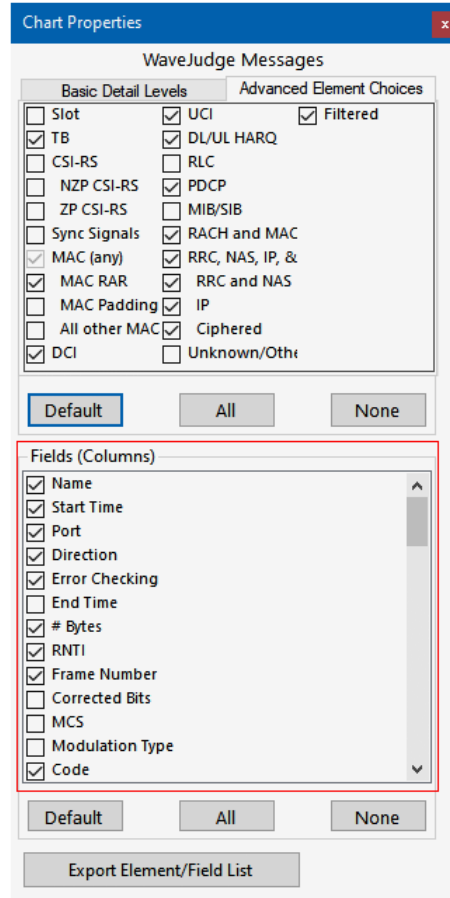 Chart Properties x
WaveJudge Messages
Basic Detail Levels Advanced Element Choices
Slot UCI Filtered
TB DL/UL HARQ
CSI-RS RLC
NZP CSI-RS PDCP
ZP CSI-RS MIB/SIB
Sync Signals RACH and MAC
MAC (any) RRC, NAS, IP, &
MAC RAR RRC and NAS
MAC Padding IP
All other MAC Ciphered
DCI Unknown/Othe
Default All None
Fields (Columns)
Name
Start Time
Port
Direction
Error Checking
End Time
# Bytes
RNTI
Frame Number
Corrected Bits
MCS
Modulation Type
Code
Default All None
Export Element/Field List